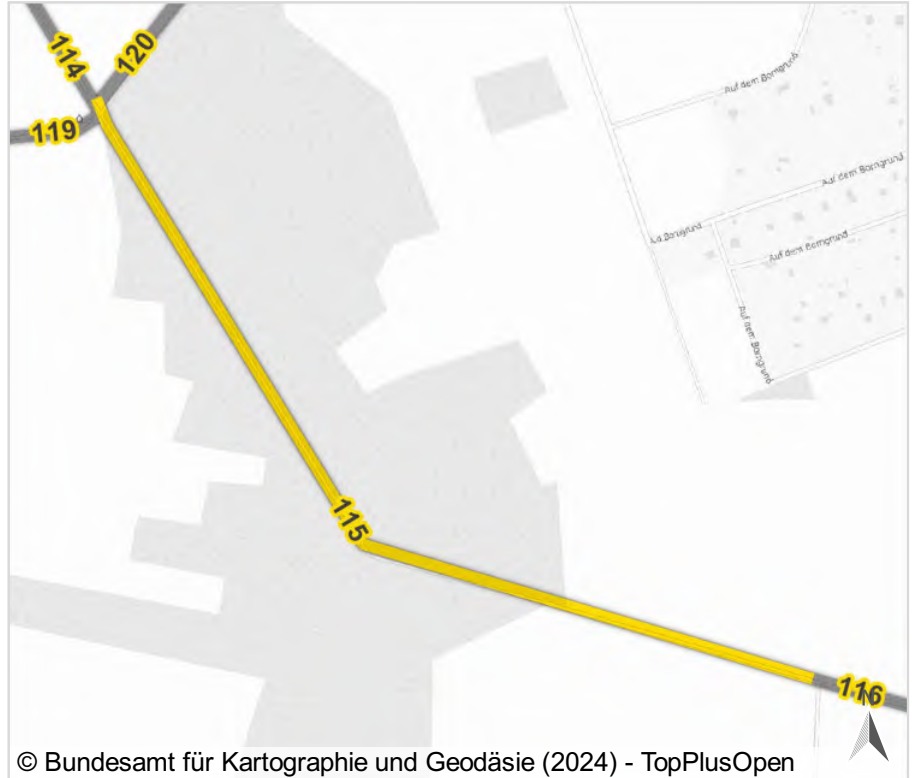 114
120
119
Auf dem Borngrund
Auf dem Borngrund
A.d.Borngrund
Auf dem Borngrund
Auf dem Borngrund
115
116
N
© Bundesamt für Kartographie und Geodäsie (2024) - TopPlusOpen